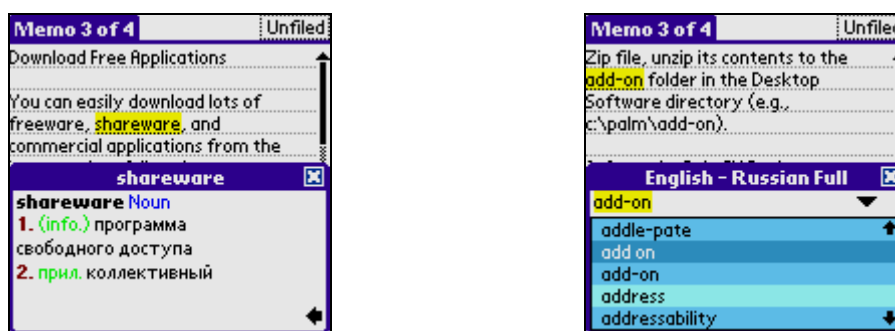 Memo 3 of 4
Unfiled
Download Free Applications
You can easily download lots of
freeware, shareware, and
commercial applications from the
shareware
shareware Noun
1. (info.) программа
свободного доступа
2. прил. коллективный
Memo 3 of 4
Unfiled
Zip file, unzip its contents to the
add-on folder in the Desktop
Software directory (e.g.,
c:\palm\add-on).
English - Russian Full
add-on
addle-pate
add on
add-on
address
addressability